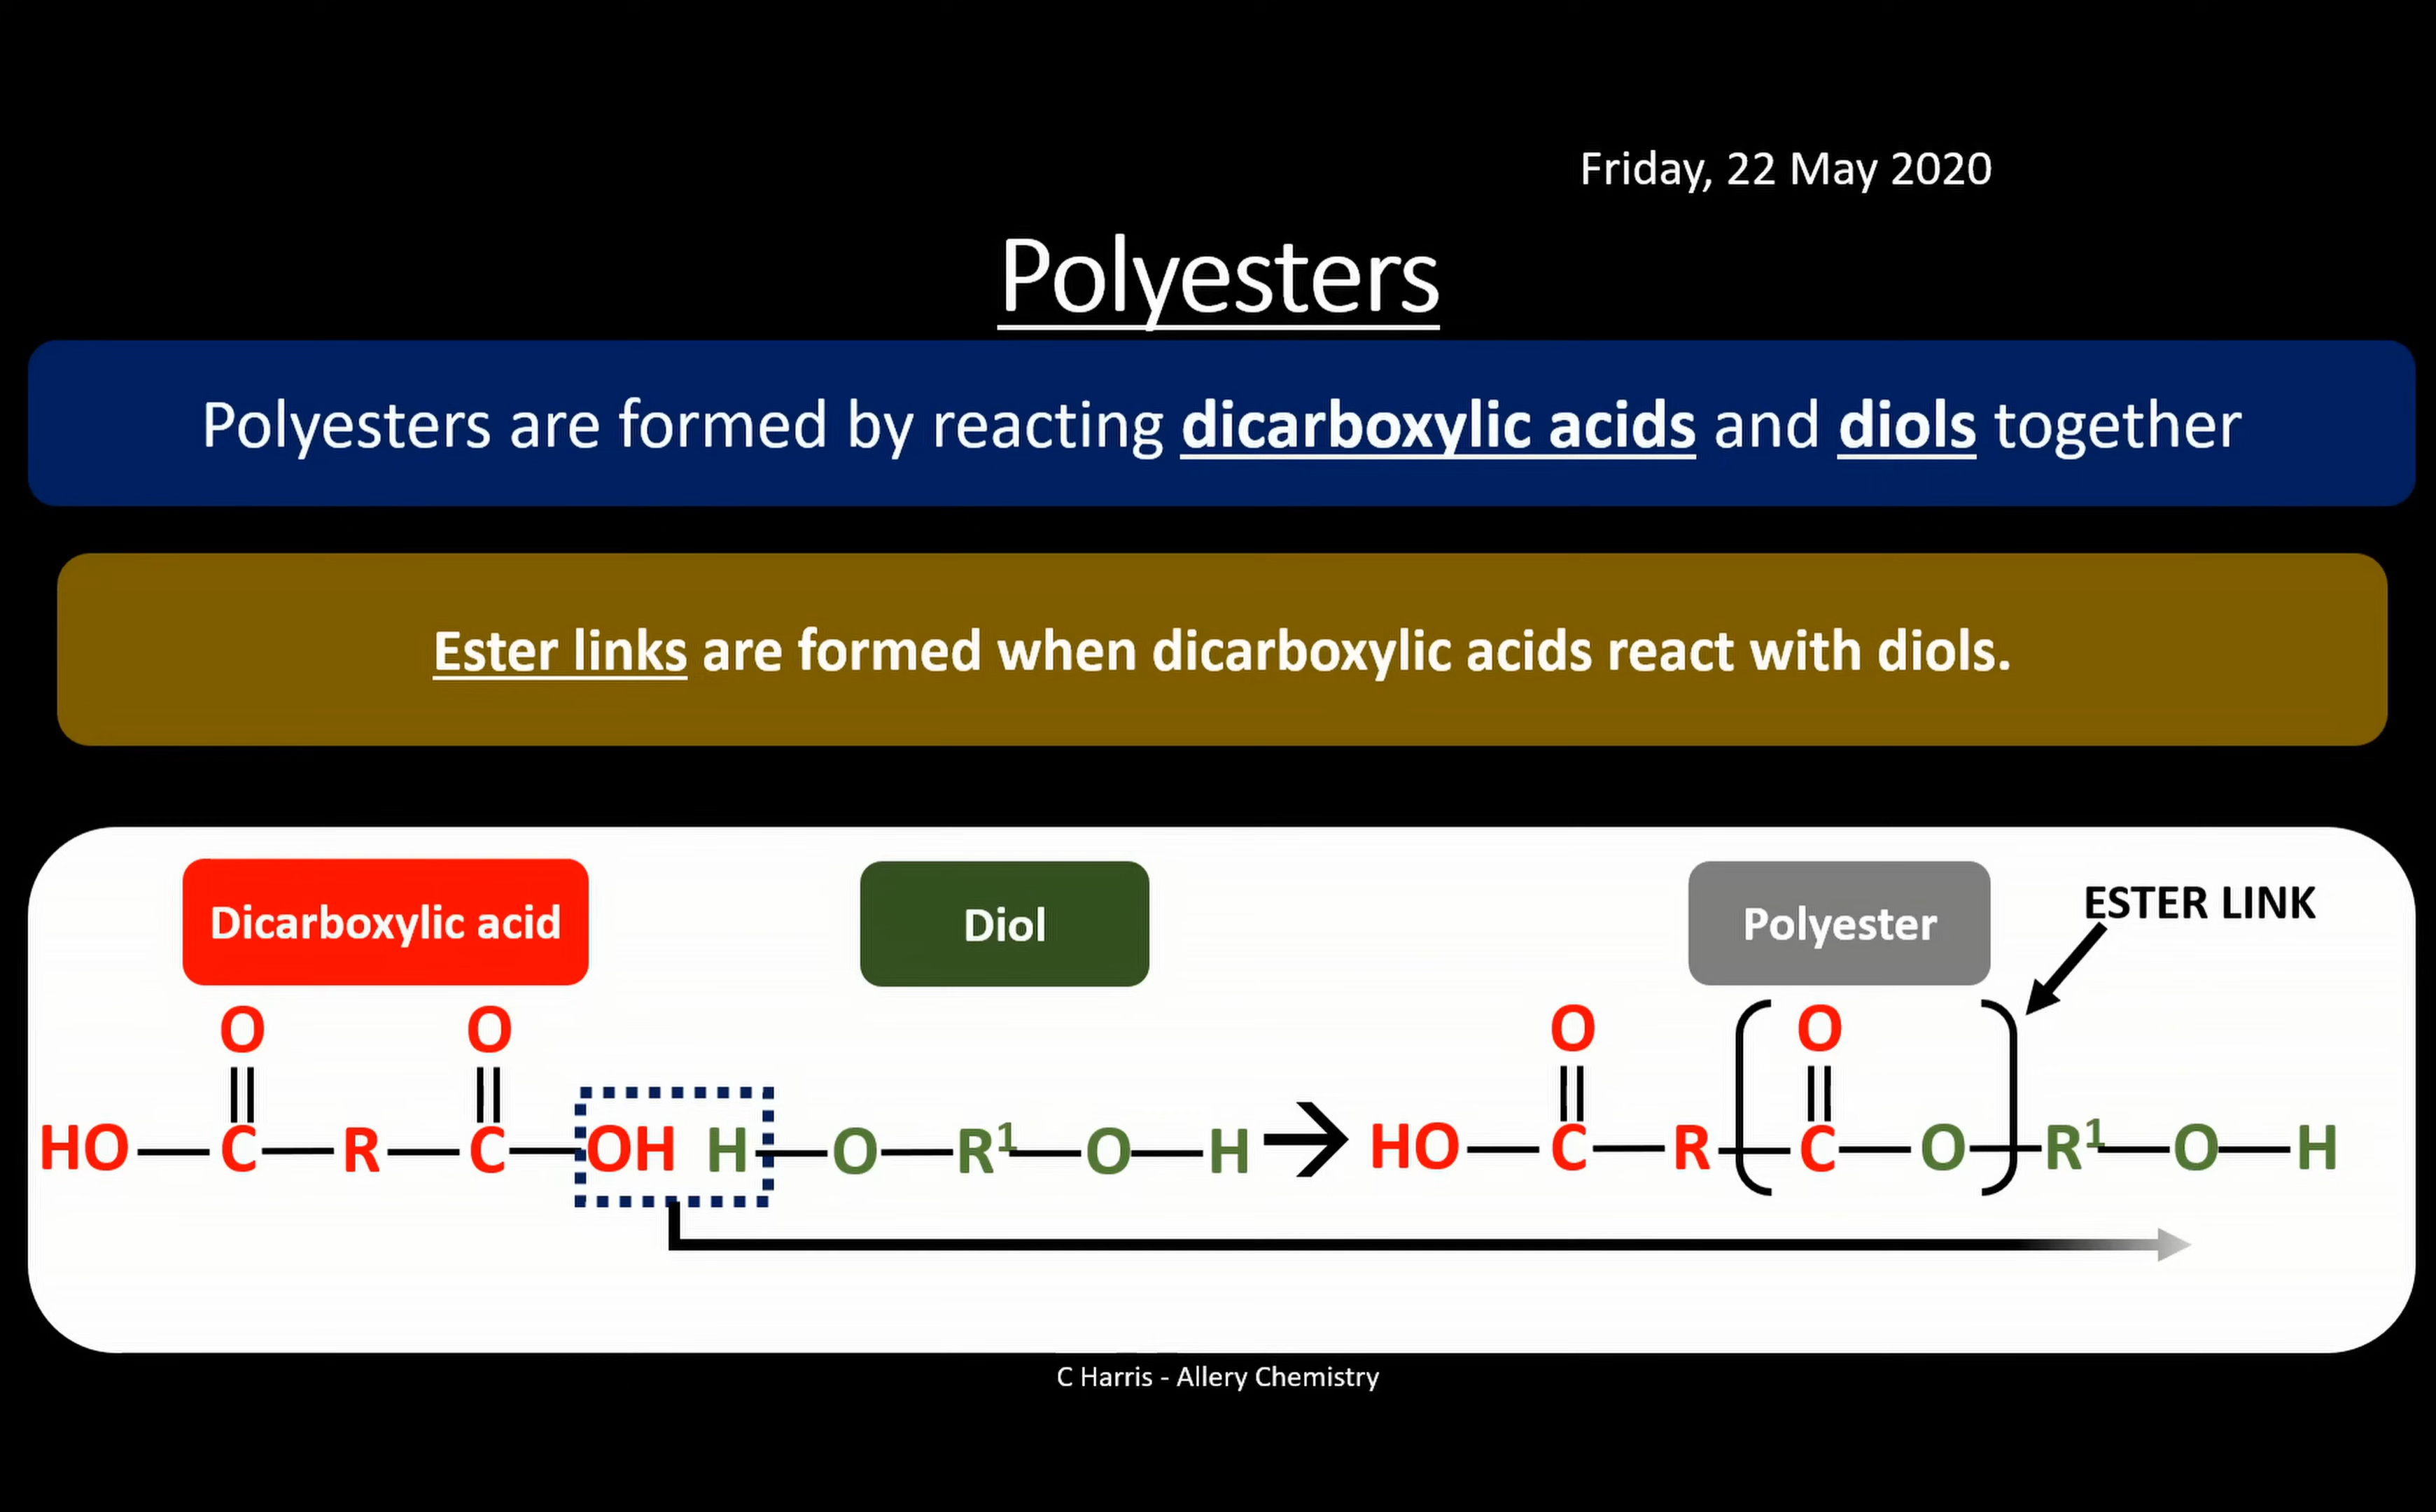 Friday, 22 May 2020
Polyesters
Polyesters are formed by reacting dicarboxylic acids and diols together
Ester links are formed when dicarboxylic acids react with diols.
Dicarboxylic acid
Diol
Polyester
ESTER LINK
O O O O
HO C R C OH H O R¹ O H → HO C R C O R¹ O H
C Harris - Allery Chemistry